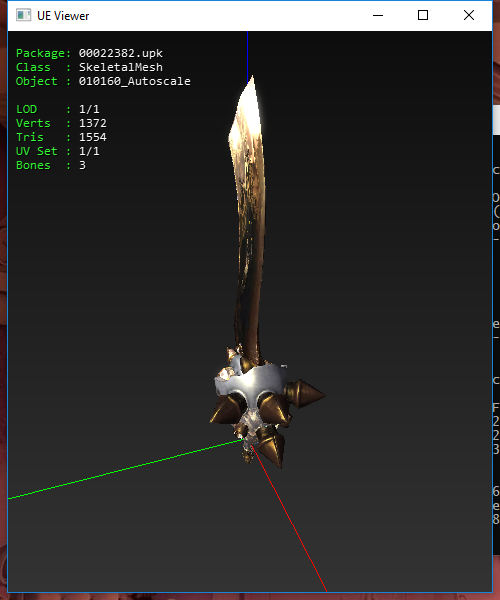 UE Viewer
Package: 00022382.upk
Class : SkeletalMesh
Object : 010160_Autoscale
LOD : 1/1
Verts : 1372
Tris : 1554
UV Set : 1/1
Bones : 3